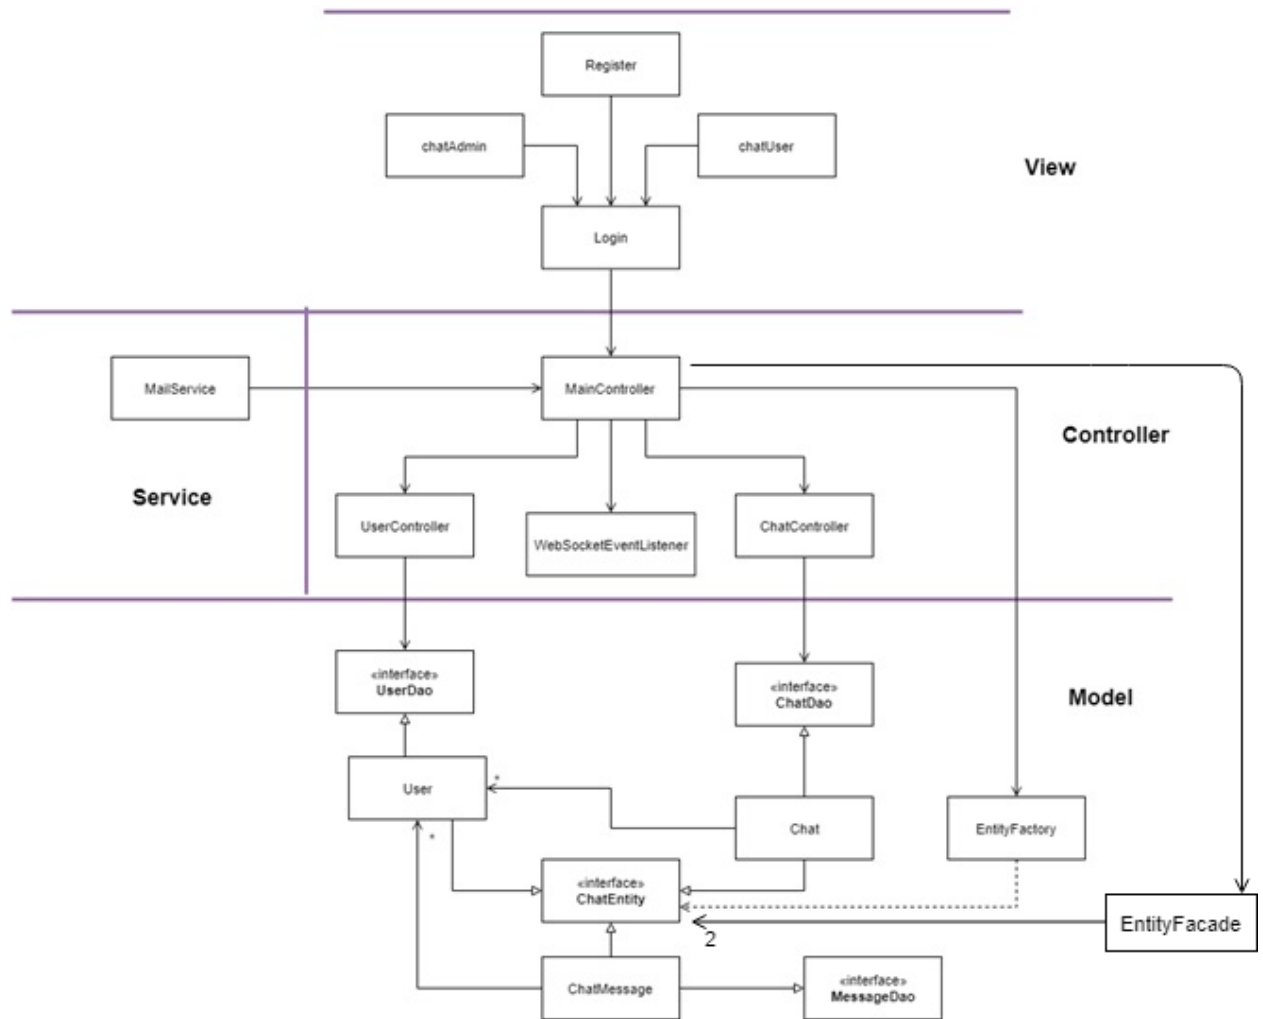 Register
chatAdmin
chatUser
View
Login
MailService
MainController
Controller
Service
UserController
WebSocketEventListener
ChatController
«interface»
UserDao
«interface»
ChatDao
Model
User
*
Chat
EntityFactory
*
«interface»
ChatEntity
EntityFacade
2
ChatMessage
«interface»
MessageDao